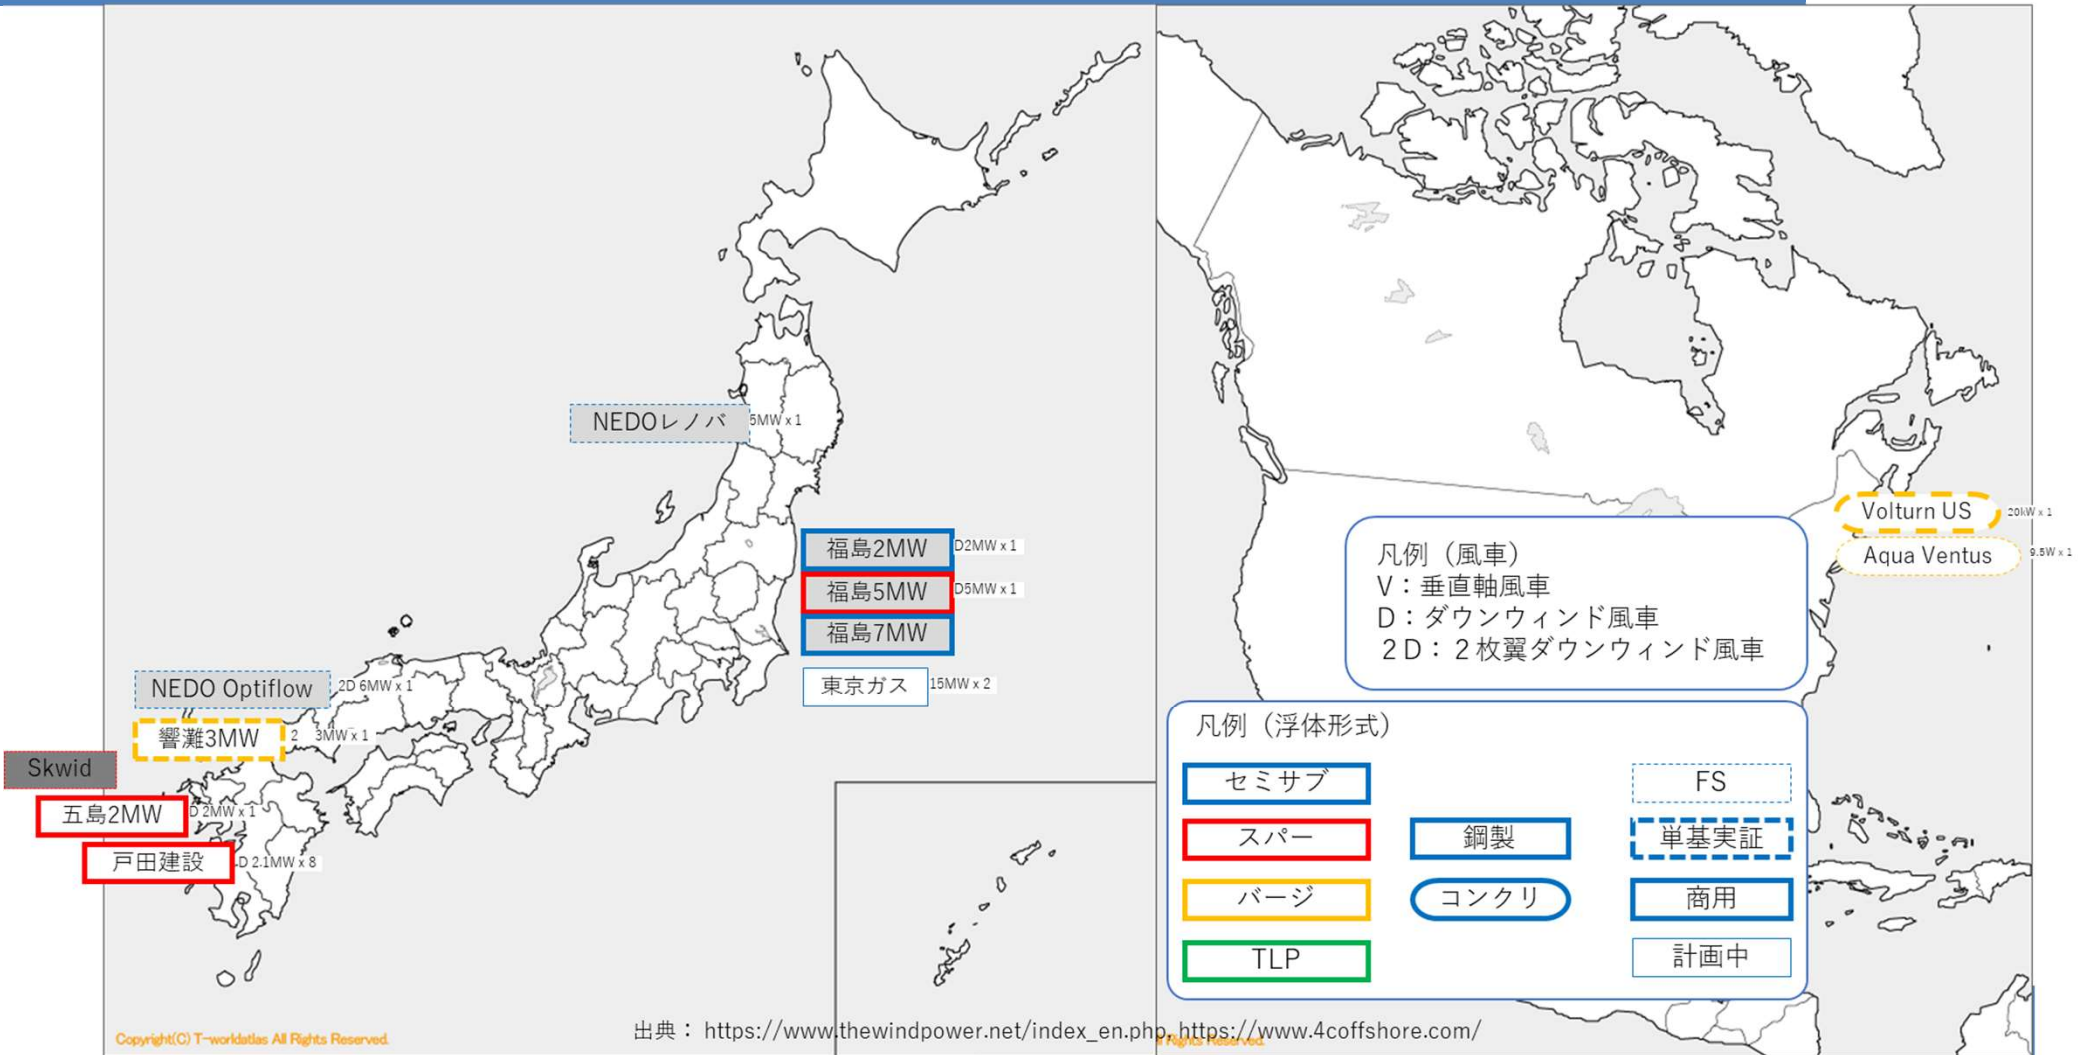 NEDOレノバ 5MW x 1
福島2MW D2MW x 1
福島5MW D5MW x 1
福島7MW
東京ガス 15MW x 2
NEDO Optiflow 2D 6MW x 1
響灘3MW 2 3MW x 1
Skwid
五島2MW D 2MW x 1
戸田建設 D 2.1MW x 8
Volturn US 20kW x 1
Aqua Ventus 9.5W x 1
凡例（風車）
V：垂直軸風車
D：ダウンウィンド風車
２D：２枚翼ダウンウィンド風車
凡例（浮体形式）
セミサブ FS
スパー 鋼製 単基実証
バージ コンクリ 商用
TLP 計画中
出典： https://www.thewindpower.net/index_en.php, https://www.4coffshore.com/
Copyright(C) T-worldatlas All Rights Reserved.
Rights Reserved.